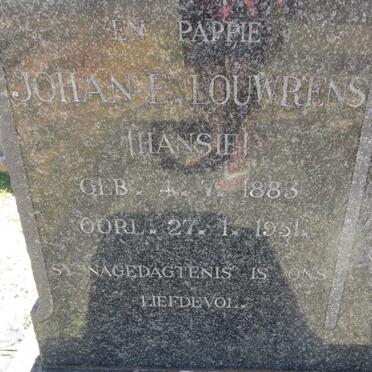 EN PAPPIE
JOHAN E. LOUWRENS
(HANSIE)
GEB. 4. 7. 1883
OORL. 27. 1. 1951.
SY NAGEDAGTENIS IS ONS
LIEFDEVOL.